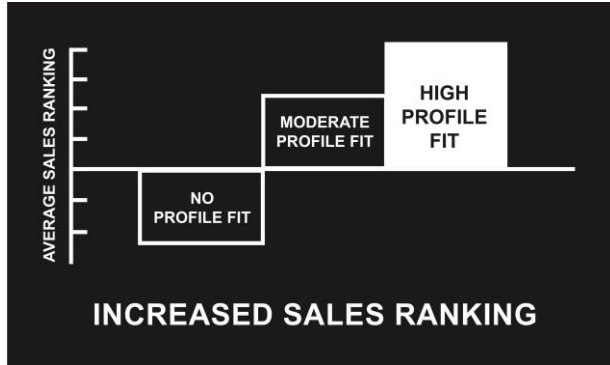 AVERAGE SALES RANKING
NO
PROFILE FIT
MODERATE
PROFILE FIT
HIGH
PROFILE
FIT
INCREASED SALES RANKING